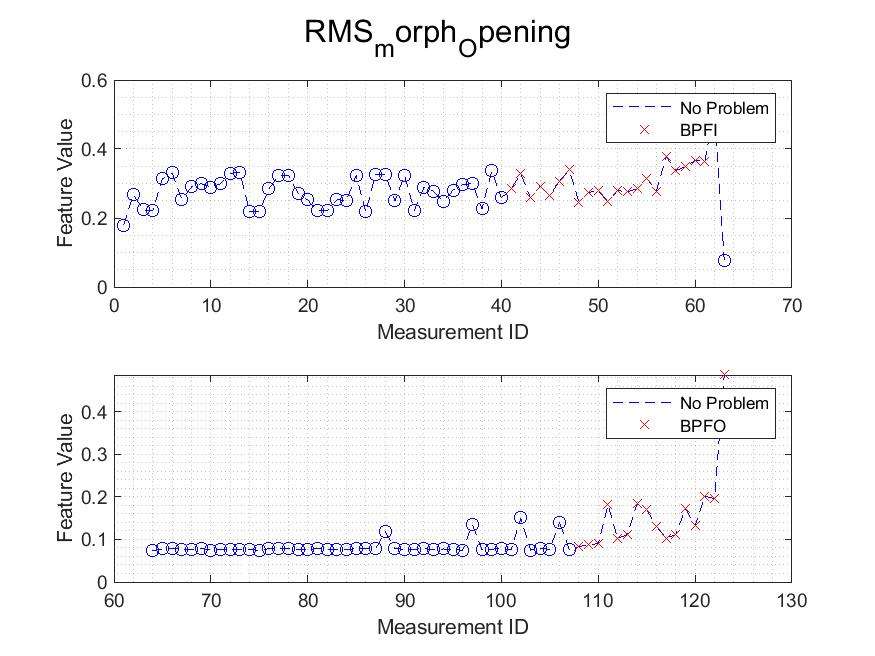 RMSmorphOpening
0.6
0.4
0.2
0
Feature Value
No Problem
BPFI
0 10 20 30 40 50 60 70
Measurement ID
0.4
0.3
0.2
0.1
0
Feature Value
No Problem
BPFO
60 70 80 90 100 110 120 130
Measurement ID